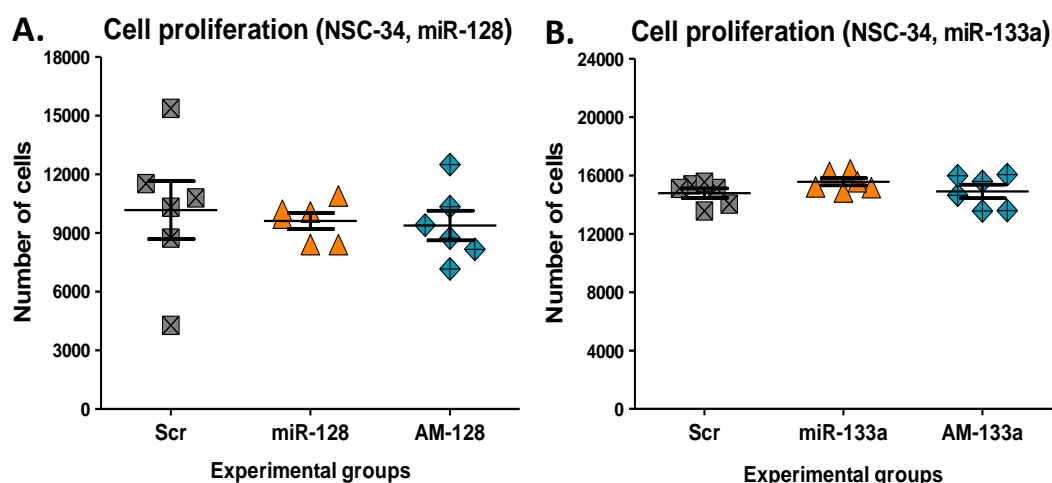 A. Cell proliferation (NSC-34, miR-128)
18000
15000
12000
9000
6000
3000
0
Number of cells
Scr miR-128 AM-128
Experimental groups
B. Cell proliferation (NSC-34, miR-133a)
24000
20000
16000
12000
8000
4000
0
Number of cells
Scr miR-133a AM-133a
Experimental groups